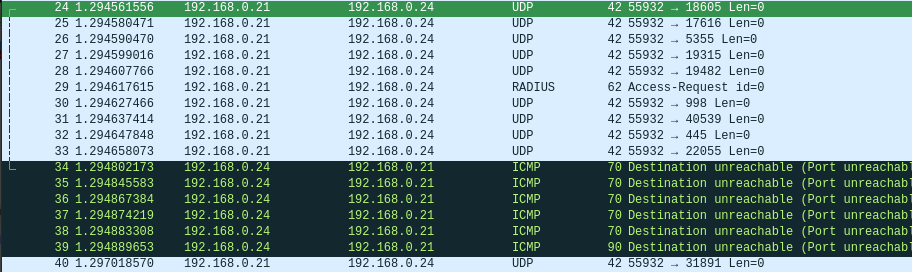 24 1.294561556 192.168.0.21 192.168.0.24 UDP 42 55932 → 18605 Len=0
25 1.294580471 192.168.0.21 192.168.0.24 UDP 42 55932 → 17616 Len=0
26 1.294590470 192.168.0.21 192.168.0.24 UDP 42 55932 → 5355 Len=0
27 1.294599016 192.168.0.21 192.168.0.24 UDP 42 55932 → 19315 Len=0
28 1.294607766 192.168.0.21 192.168.0.24 UDP 42 55932 → 19482 Len=0
29 1.294617615 192.168.0.21 192.168.0.24 RADIUS 62 Access-Request id=0
30 1.294627466 192.168.0.21 192.168.0.24 UDP 42 55932 → 998 Len=0
31 1.294637414 192.168.0.21 192.168.0.24 UDP 42 55932 → 40539 Len=0
32 1.294647848 192.168.0.21 192.168.0.24 UDP 42 55932 → 445 Len=0
33 1.294658073 192.168.0.21 192.168.0.24 UDP 42 55932 → 22055 Len=0
34 1.294802173 192.168.0.24 192.168.0.21 ICMP 70 Destination unreachable (Port unreachabl
35 1.294845583 192.168.0.24 192.168.0.21 ICMP 70 Destination unreachable (Port unreachabl
36 1.294867384 192.168.0.24 192.168.0.21 ICMP 70 Destination unreachable (Port unreachabl
37 1.294874219 192.168.0.24 192.168.0.21 ICMP 70 Destination unreachable (Port unreachabl
38 1.294883308 192.168.0.24 192.168.0.21 ICMP 70 Destination unreachable (Port unreachabl
39 1.294889653 192.168.0.24 192.168.0.21 ICMP 90 Destination unreachable (Port unreachabl
40 1.297018570 192.168.0.21 192.168.0.24 UDP 42 55932 → 31891 Len=0